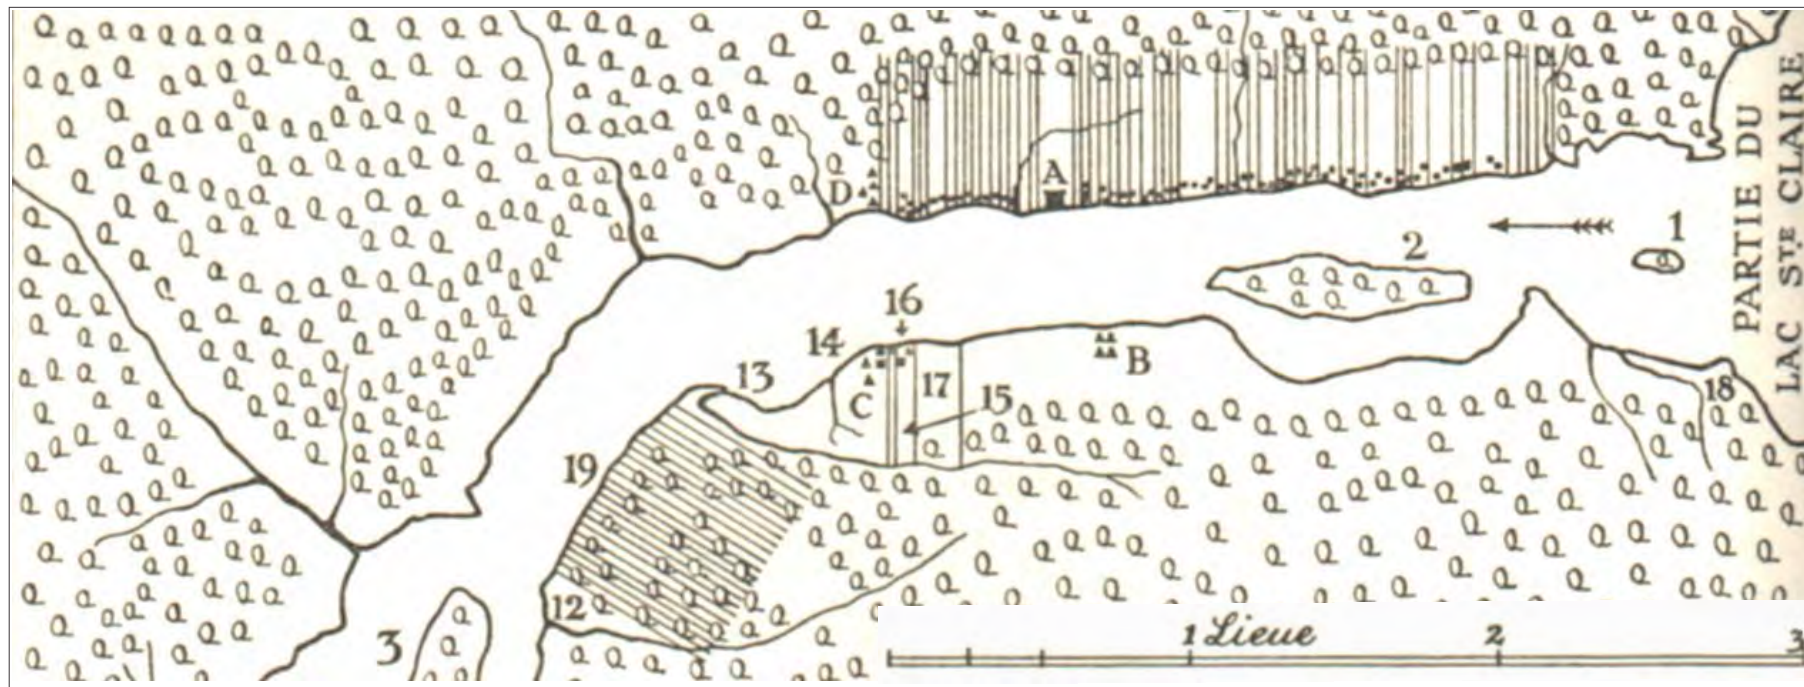 A
D
1
2
PARTIE DU
LAC STE CLAIRE
16
14
B
13
17
C
15
18
19
12
3
1 Lieue 2 3